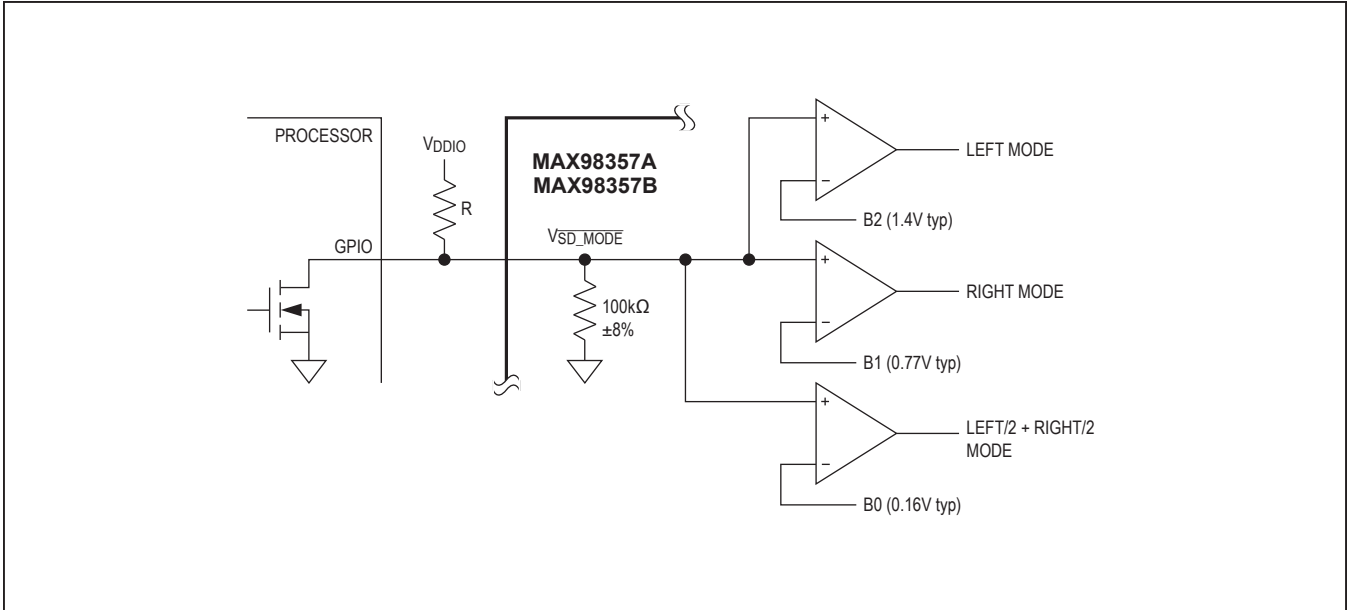 PROCESSOR
VDDIO
R
GPIO
MAX98357A
MAX98357B
VSD_MODE
100kΩ
±8%
+
−
LEFT MODE
B2 (1.4V typ)
+
−
RIGHT MODE
B1 (0.77V typ)
+
−
LEFT/2 + RIGHT/2
MODE
B0 (0.16V typ)